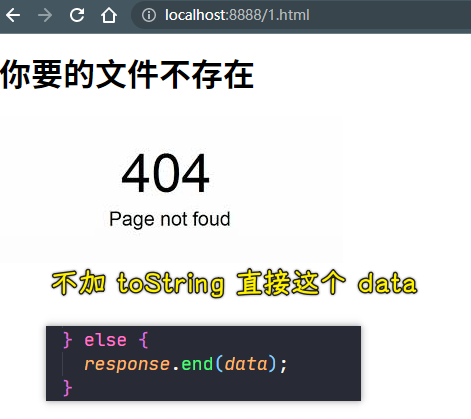 localhost:8888/1.html
你要的文件不存在
404
Page not foud
不加 toString 直接这个 data
} else {
response.end(data);
}